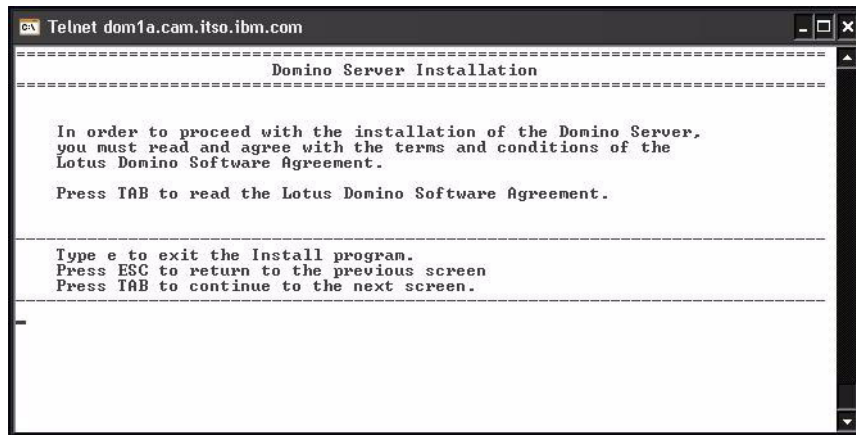 Telnet dom1a.cam.itso.ibm.com
Domino Server Installation
In order to proceed with the installation of the Domino Server,
you must read and agree with the terms and conditions of the
Lotus Domino Software Agreement.
Press TAB to read the Lotus Domino Software Agreement.
Type e to exit the Install program.
Press ESC to return to the previous screen
Press TAB to continue to the next screen.